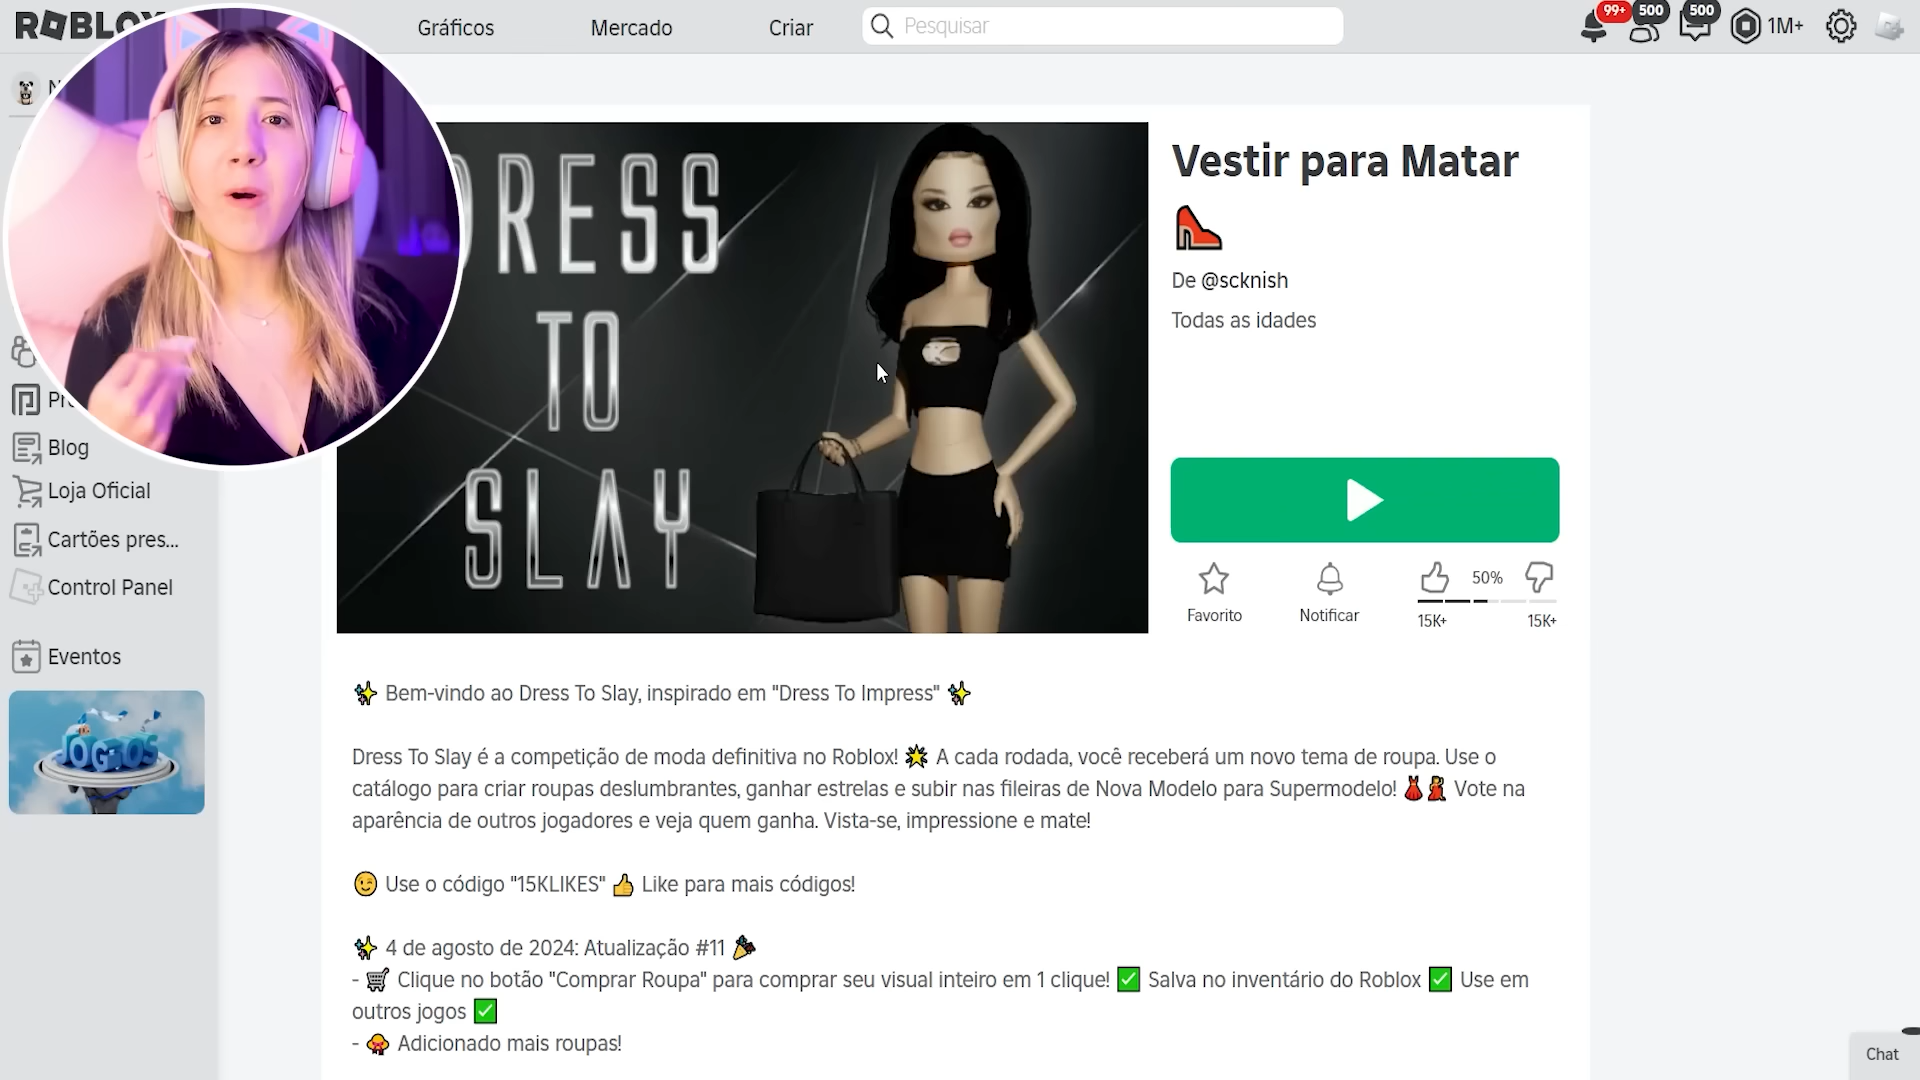 ROBLOX
Gráficos
Mercado
Criar
Pesquisar
99+
500
500
1M+
Blog
Loja Oficial
Cartões pres...
Control Panel
Eventos
JOGOS
DRESS
TO
SLAY
Vestir para Matar
De @scknish
Todas as idades
Favorito
Notificar
50%
15K+
15K+
✨ Bem-vindo ao Dress To Slay, inspirado em "Dress To Impress" ✨
Dress To Slay é a competição de moda definitiva no Roblox! 🌟 A cada rodada, você receberá um novo tema de roupa. Use o
catálogo para criar roupas deslumbrantes, ganhar estrelas e subir nas fileiras de Nova Modelo para Supermodelo! 👗💃 Vote na
aparência de outros jogadores e veja quem ganha. Vista-se, impressione e mate!
😉 Use o código "15KLIKES" 👍 Like para mais códigos!
✨ 4 de agosto de 2024: Atualização #11 🎉
- 🛒 Clique no botão "Comprar Roupa" para comprar seu visual inteiro em 1 clique! ✅ Salva no inventário do Roblox ✅ Use em
outros jogos ✅
- 👒 Adicionado mais roupas!
Chat